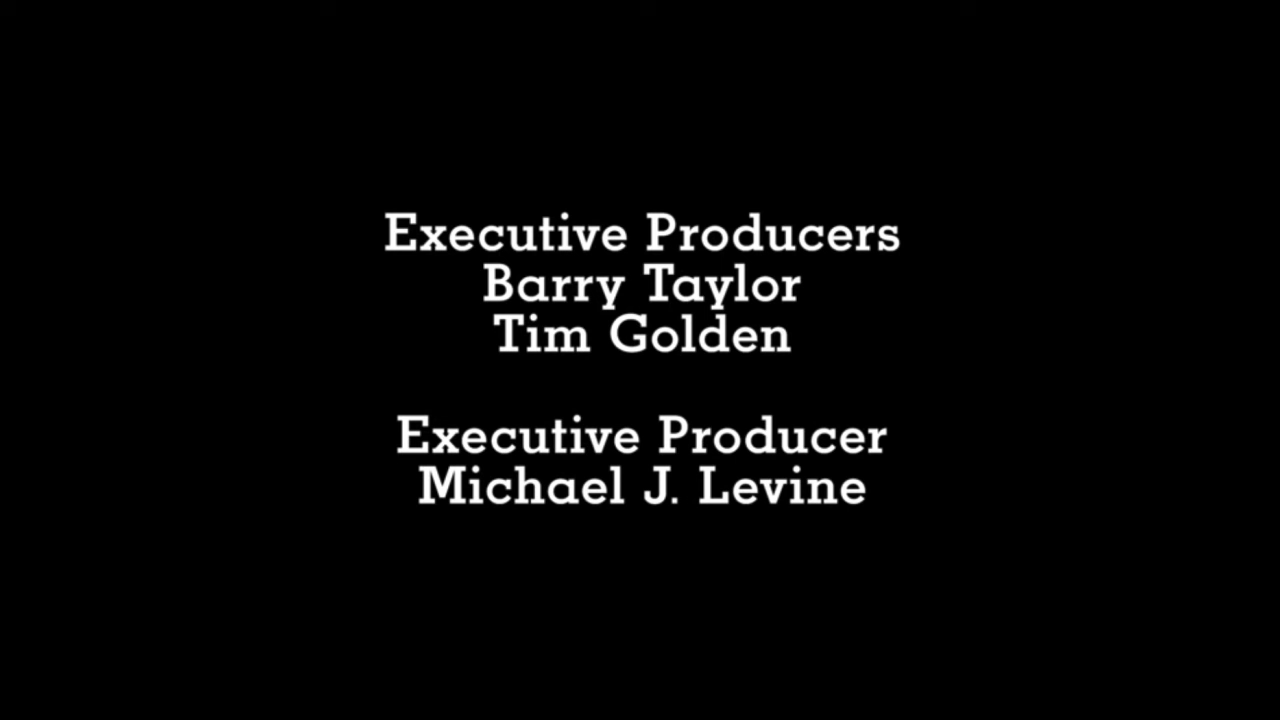 Executive Producers
Barry Taylor
Tim Golden
Executive Producer
Michael J. Levine